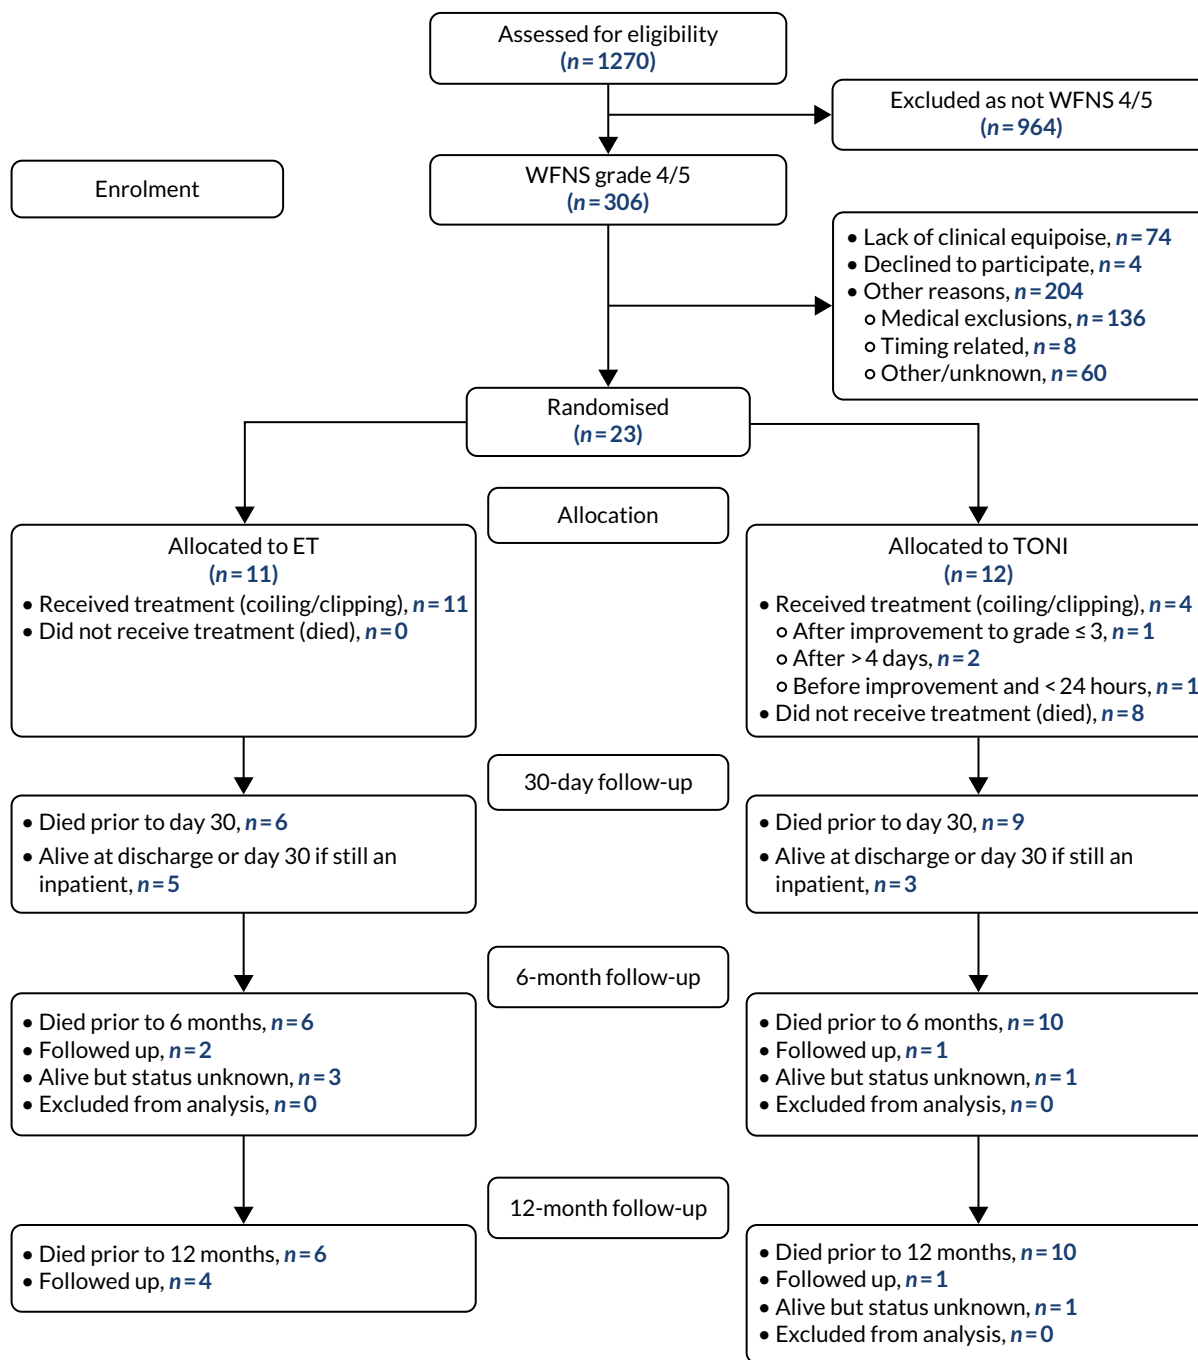 Assessed for eligibility
(n = 1270)
Excluded as not WFNS 4/5
(n = 964)
Enrolment
WFNS grade 4/5
(n = 306)
• Lack of clinical equipoise, n = 74
• Declined to participate, n = 4
• Other reasons, n = 204
o Medical exclusions, n = 136
o Timing related, n = 8
o Other/unknown, n = 60
Randomised
(n = 23)
Allocation
Allocated to ET
(n = 11)
• Received treatment (coiling/clipping), n = 11
• Did not receive treatment (died), n = 0
Allocated to TONI
(n = 12)
• Received treatment (coiling/clipping), n = 4
o After improvement to grade ≤ 3, n = 1
o After > 4 days, n = 2
o Before improvement and < 24 hours, n = 1
• Did not receive treatment (died), n = 8
30-day follow-up
• Died prior to day 30, n = 6
• Alive at discharge or day 30 if still an
inpatient, n = 5
• Died prior to day 30, n = 9
• Alive at discharge or day 30 if still an
inpatient, n = 3
6-month follow-up
• Died prior to 6 months, n = 6
• Followed up, n = 2
• Alive but status unknown, n = 3
• Excluded from analysis, n = 0
• Died prior to 6 months, n = 10
• Followed up, n = 1
• Alive but status unknown, n = 1
• Excluded from analysis, n = 0
12-month follow-up
• Died prior to 12 months, n = 6
• Followed up, n = 4
• Died prior to 12 months, n = 10
• Followed up, n = 1
• Alive but status unknown, n = 1
• Excluded from analysis, n = 0